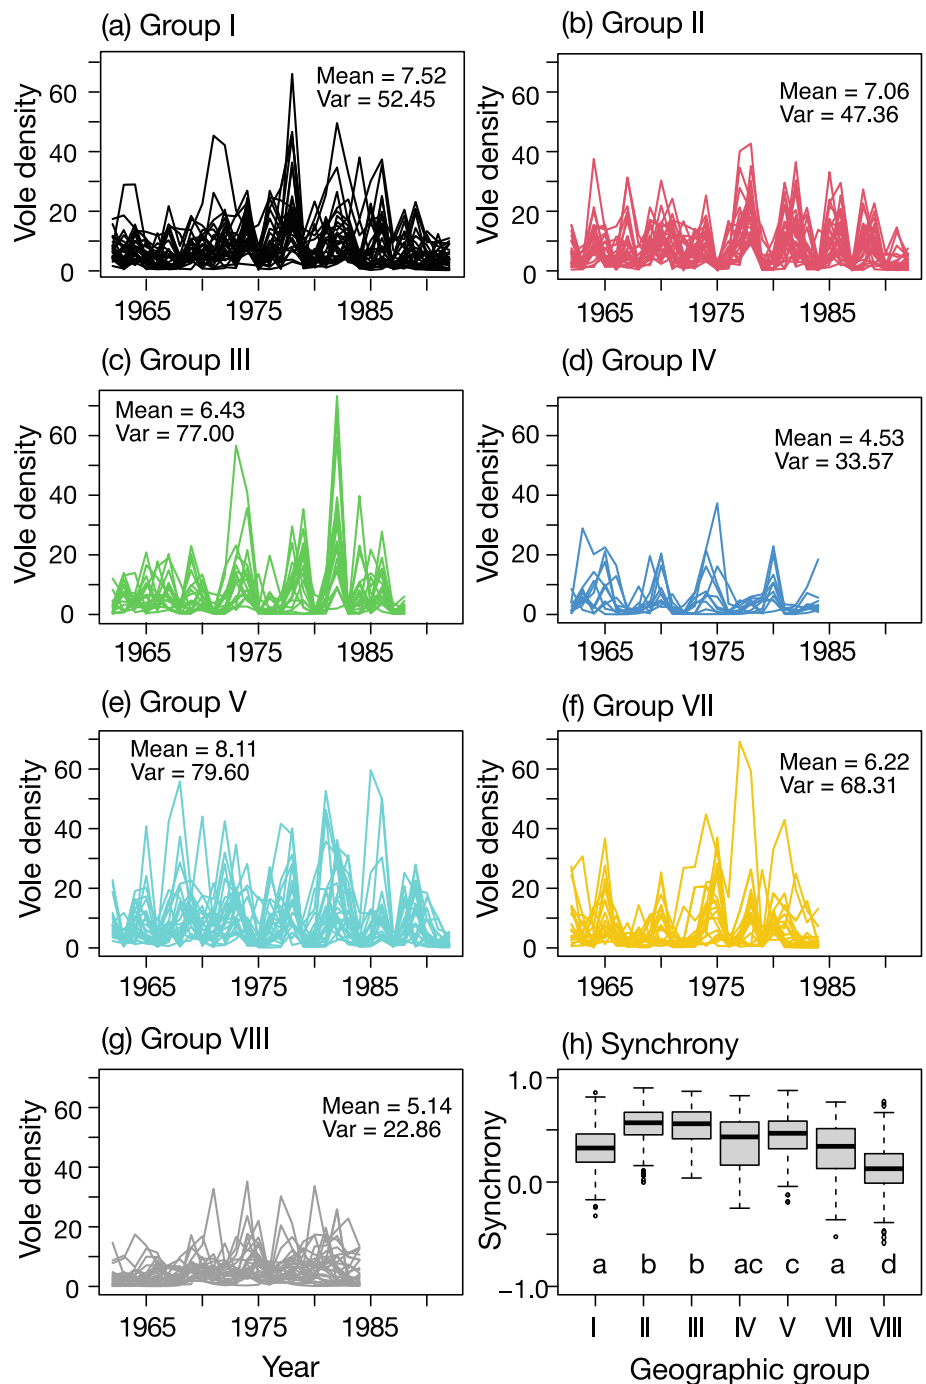 (a) Group I
Mean = 7.52
Var = 52.45
Vole density
60
40
20
0
1965
1975
1985
(b) Group II
Mean = 7.06
Var = 47.36
Vole density
60
40
20
0
1965
1975
1985
(c) Group III
Mean = 6.43
Var = 77.00
Vole density
60
40
20
0
1965
1975
1985
(d) Group IV
Mean = 4.53
Var = 33.57
Vole density
60
40
20
0
1965
1975
1985
(e) Group V
Mean = 8.11
Var = 79.60
Vole density
60
40
20
0
1965
1975
1985
(f) Group VII
Mean = 6.22
Var = 68.31
Vole density
60
40
20
0
1965
1975
1985
(g) Group VIII
Mean = 5.14
Var = 22.86
Vole density
60
40
20
0
1965
1975
1985
Year
(h) Synchrony
Synchrony
1.0
0.0
−1.0
a b b ac c a d
I II III IV V VII VIII
Geographic group